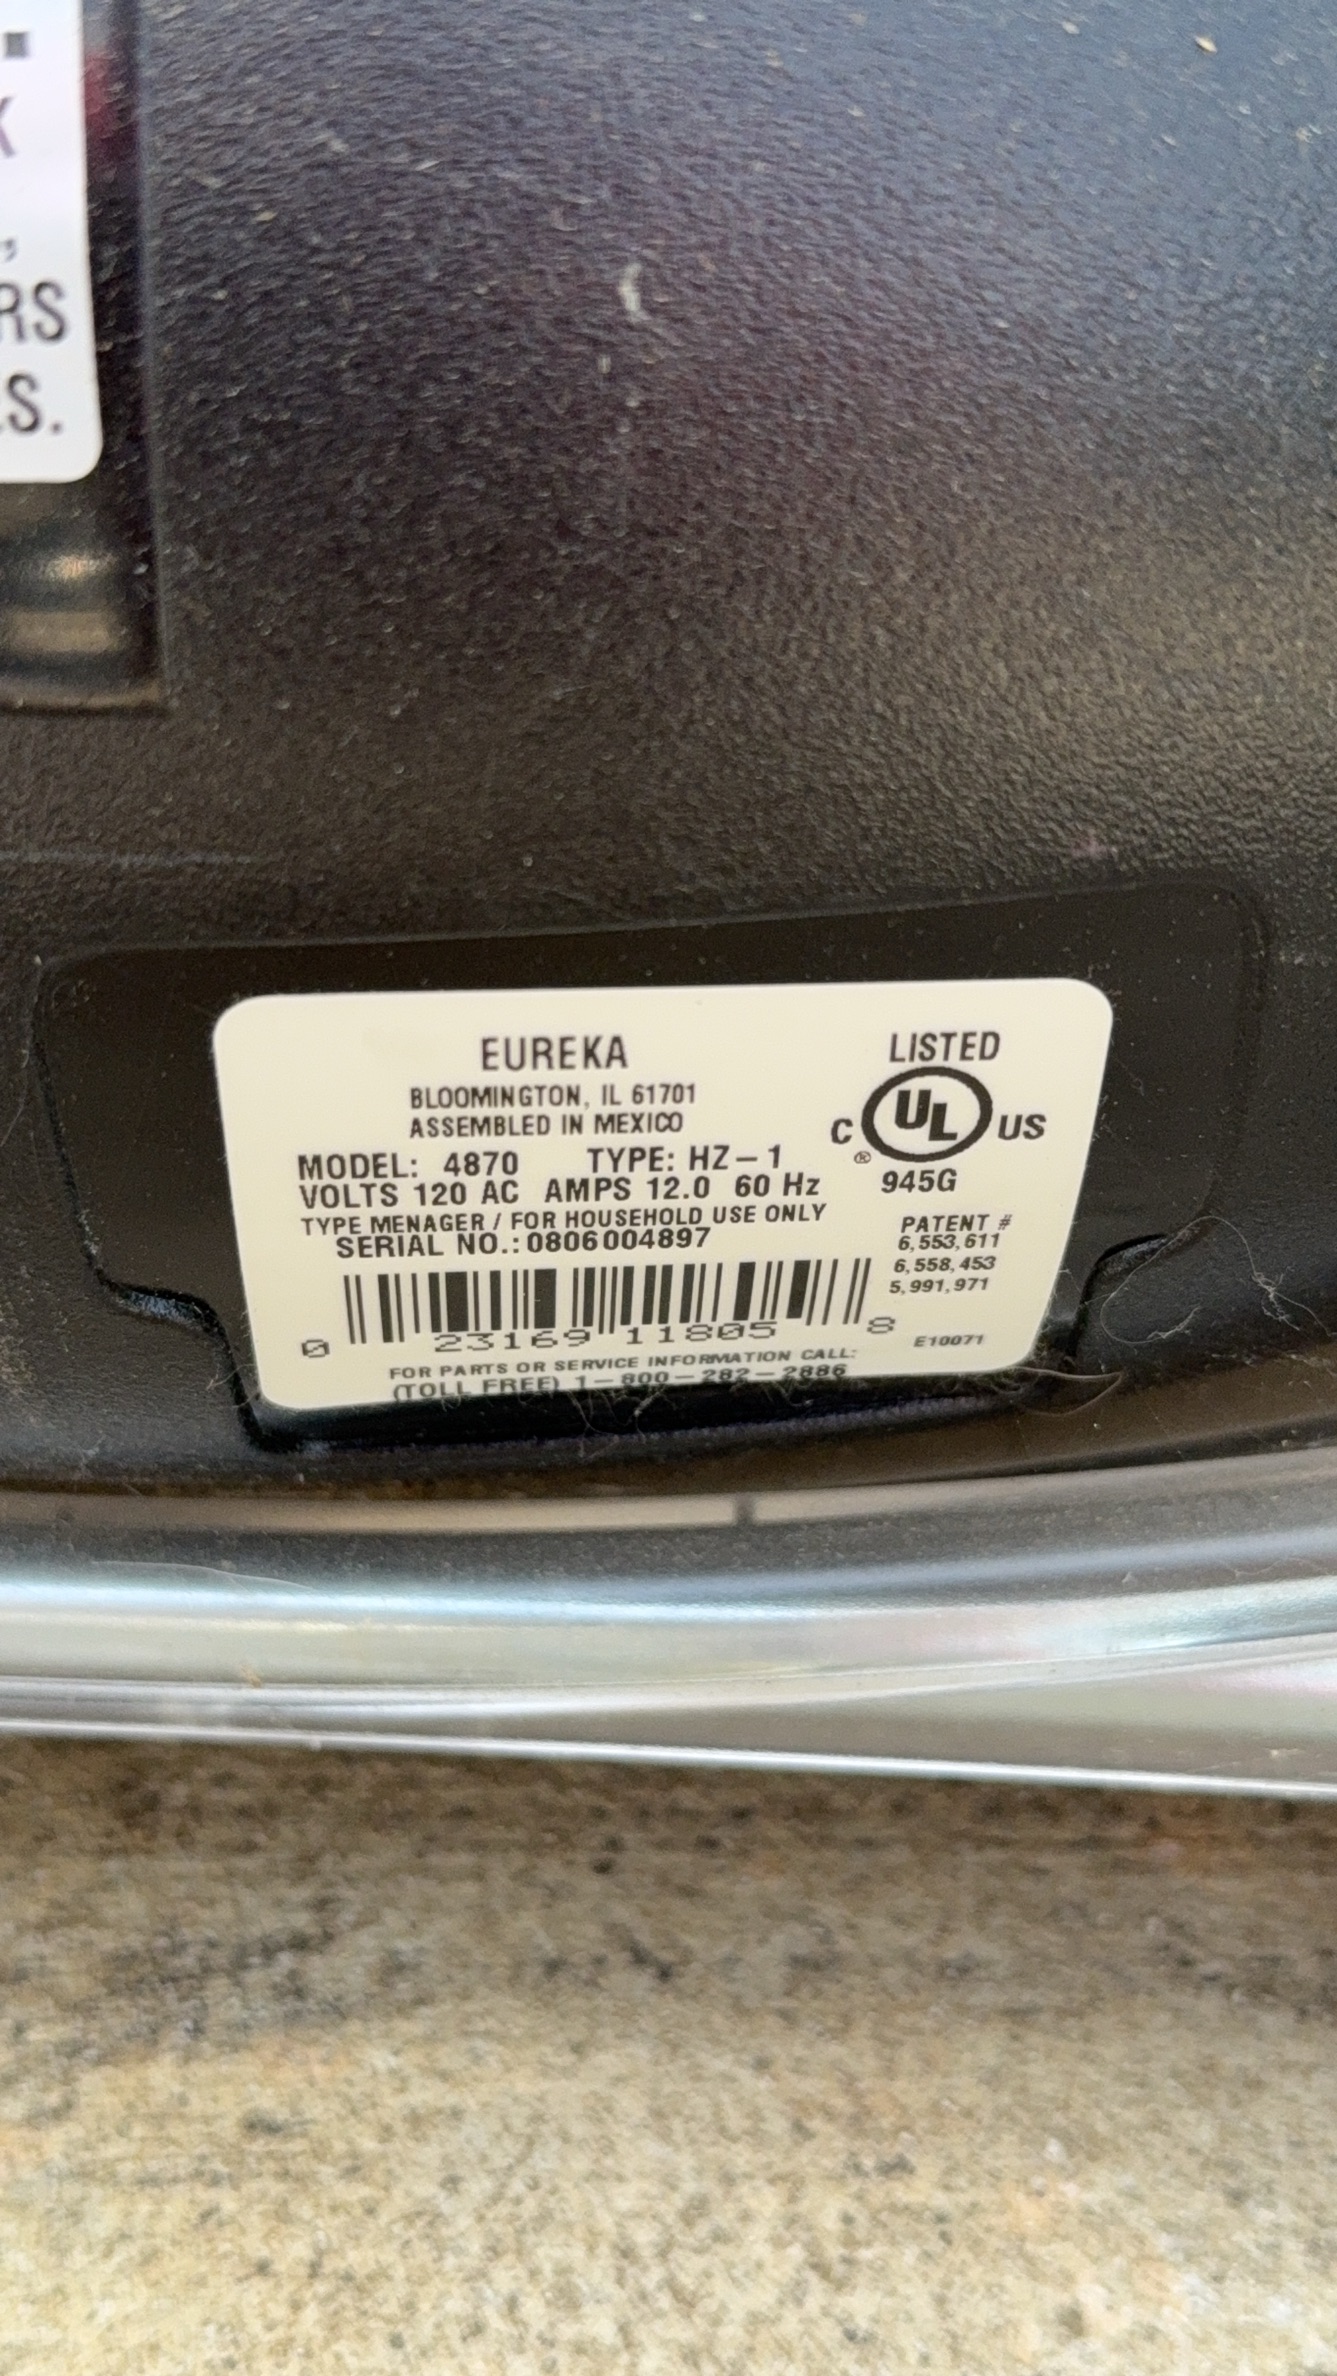 X
,
RS
S.
EUREKA
BLOOMINGTON, IL 61701
ASSEMBLED IN MEXICO
MODEL: 4870 TYPE: HZ-1
VOLTS 120 AC AMPS 12.0 60 Hz
TYPE MENAGER / FOR HOUSEHOLD USE ONLY
SERIAL NO.: 0806004897
0 23169 11805 8
FOR PARTS OR SERVICE INFORMATION CALL:
(TOLL FREE) 1-800-282-2886
LISTED
C UL US
®
945G
PATENT #
6,553,611
6,558,453
5,991,971
E10071